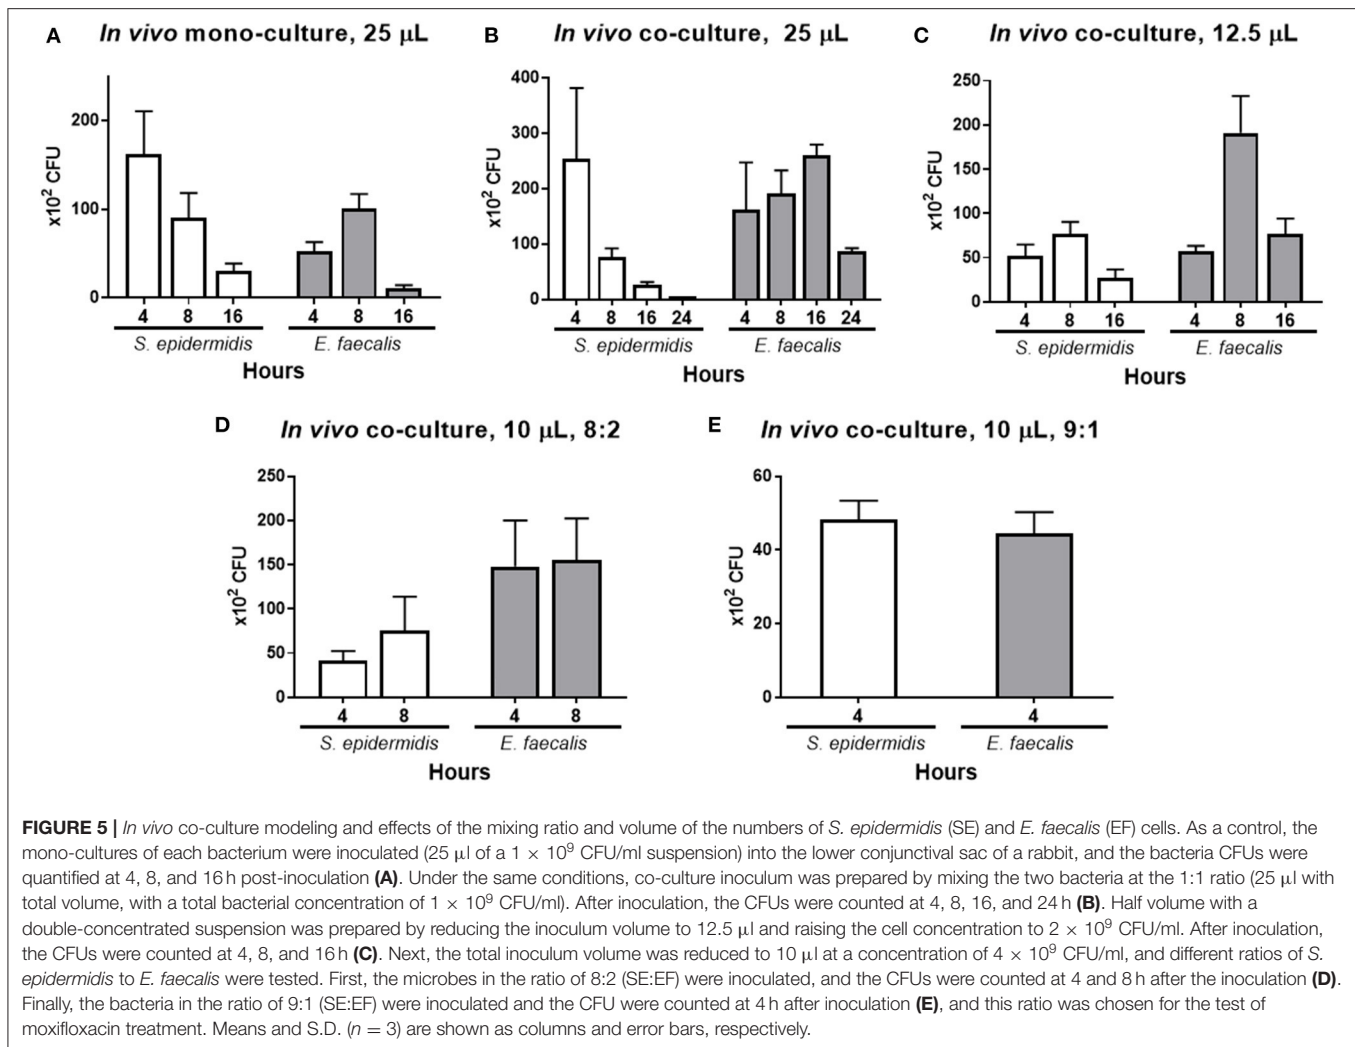 A In vivo mono-culture, 25 μL
B In vivo co-culture, 25 μL
C In vivo co-culture, 12.5 μL
x10² CFU
200
100
0
4 8 16 4 8 16
S. epidermidis E. faecalis
Hours
x10² CFU
400
300
200
100
0
4 8 16 24 4 8 16 24
S. epidermidis E. faecalis
Hours
x10² CFU
250
200
150
100
50
0
4 8 16 4 8 16
S. epidermidis E. faecalis
Hours
D In vivo co-culture, 10 μL, 8:2
E In vivo co-culture, 10 μL, 9:1
x10² CFU
250
200
150
100
50
0
4 8 4 8
S. epidermidis E. faecalis
Hours
x10² CFU
60
40
20
0
4 4
S. epidermidis E. faecalis
Hours
FIGURE 5 | In vivo co-culture modeling and effects of the mixing ratio and volume of the numbers of S. epidermidis (SE) and E. faecalis (EF) cells. As a control, the
mono-cultures of each bacterium were inoculated (25 μl of a 1 × 10⁹ CFU/ml suspension) into the lower conjunctival sac of a rabbit, and the bacteria CFUs were
quantified at 4, 8, and 16 h post-inoculation (A). Under the same conditions, co-culture inoculum was prepared by mixing the two bacteria at the 1:1 ratio (25 μl with
total volume, with a total bacterial concentration of 1 × 10⁹ CFU/ml). After inoculation, the CFUs were counted at 4, 8, 16, and 24 h (B). Half volume with a
double-concentrated suspension was prepared by reducing the inoculum volume to 12.5 μl and raising the cell concentration to 2 × 10⁹ CFU/ml. After inoculation,
the CFUs were counted at 4, 8, and 16 h (C). Next, the total inoculum volume was reduced to 10 μl at a concentration of 4 × 10⁹ CFU/ml, and different ratios of S.
epidermidis to E. faecalis were tested. First, the microbes in the ratio of 8:2 (SE:EF) were inoculated, and the CFUs were counted at 4 and 8 h after the inoculation (D).
Finally, the bacteria in the ratio of 9:1 (SE:EF) were inoculated and the CFU were counted at 4 h after inoculation (E), and this ratio was chosen for the test of
moxifloxacin treatment. Means and S.D. (n = 3) are shown as columns and error bars, respectively.